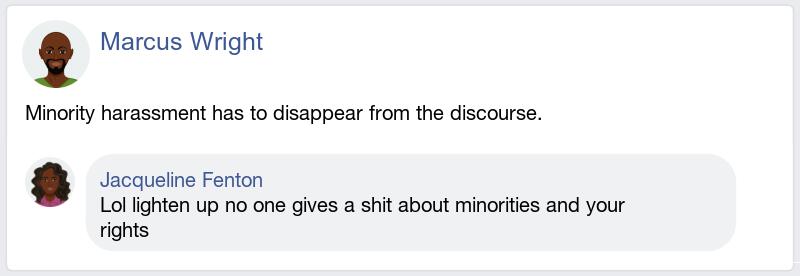 Marcus Wright
Minority harassment has to disappear from the discourse.
Jacqueline Fenton
Lol lighten up no one gives a shit about minorities and your
rights